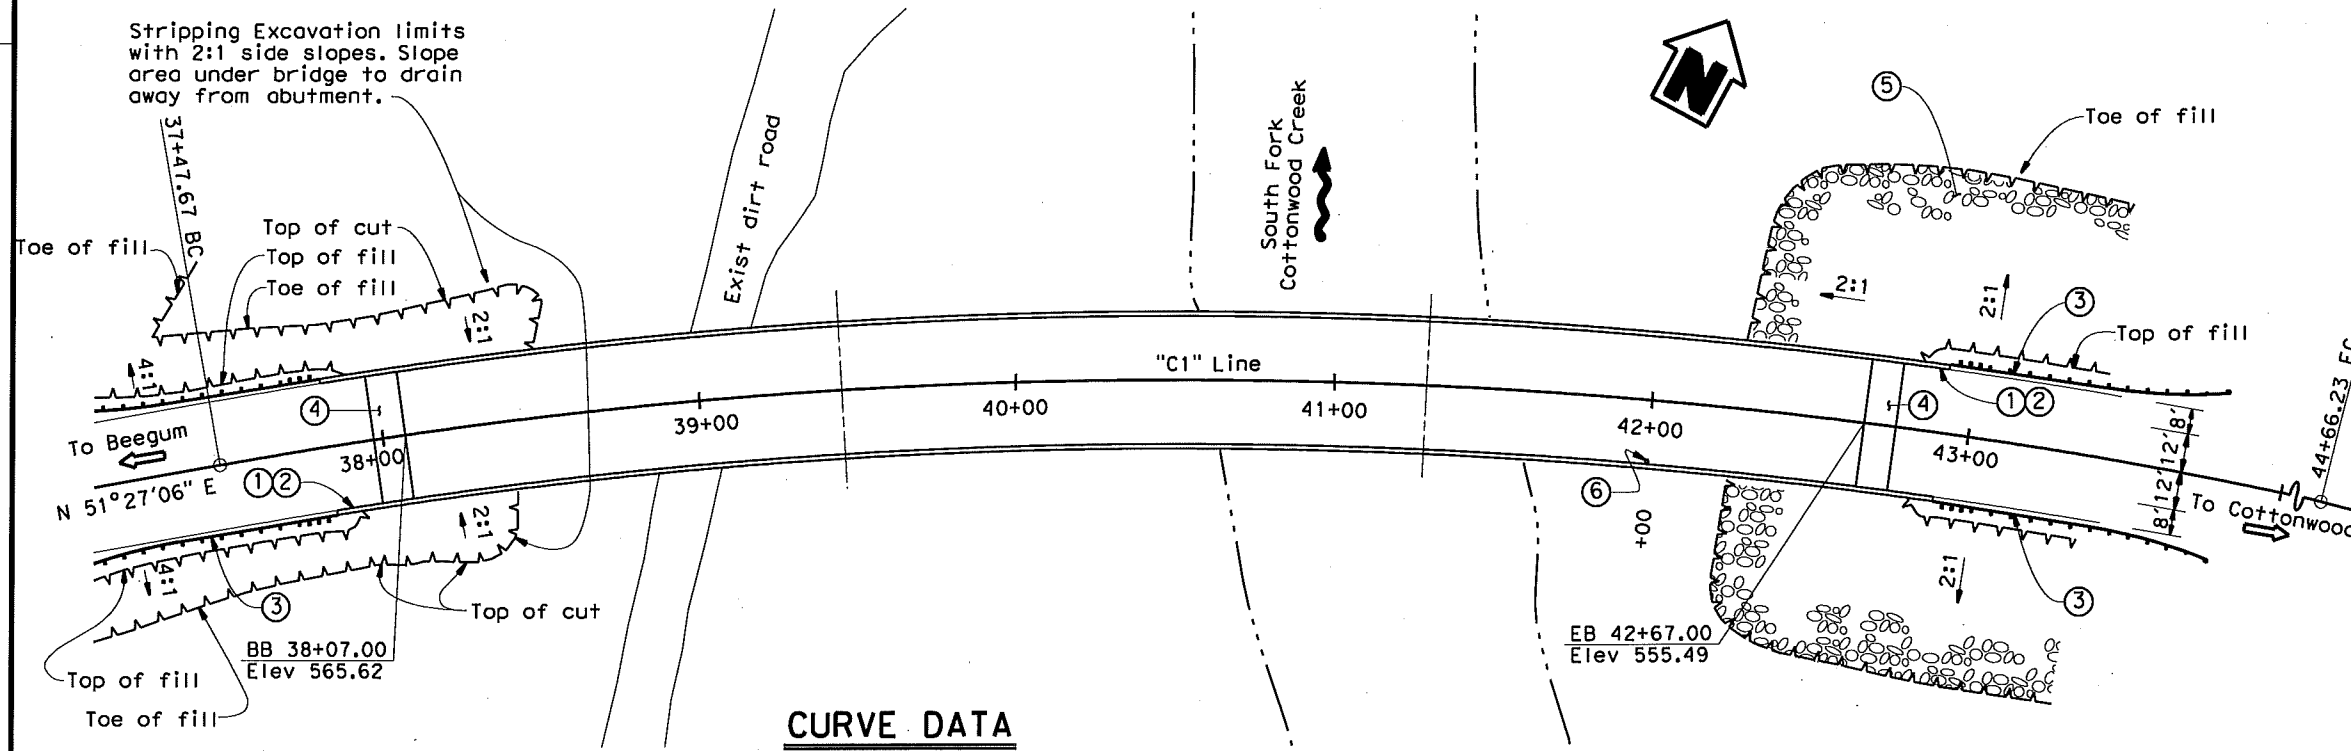 Stripping Excavation limits
with 2:1 side slopes. Slope
area under bridge to drain
away from abutment.
37+47.67 BC
Toe of fill
Top of cut
Top of fill
Toe of fill
2:1
4:1
To Beegum
N 51°27'06" E
1 2
4
38+00
3
4:1
2:1
Top of cut
BB 38+07.00
Elev 565.62
Top of fill
Toe of fill
Exist dirt road
39+00
South Fork
Cottonwood Creek
"C1" Line
40+00
41+00
42+00
N
5
Toe of fill
2:1
2:1
3
Top of fill
1 2
4
43+00
8' 12' 12' 8'
44+66.23 EC
To Cottonwood
6
+00
EB 42+67.00
Elev 555.49
2:1
3
CURVE DATA